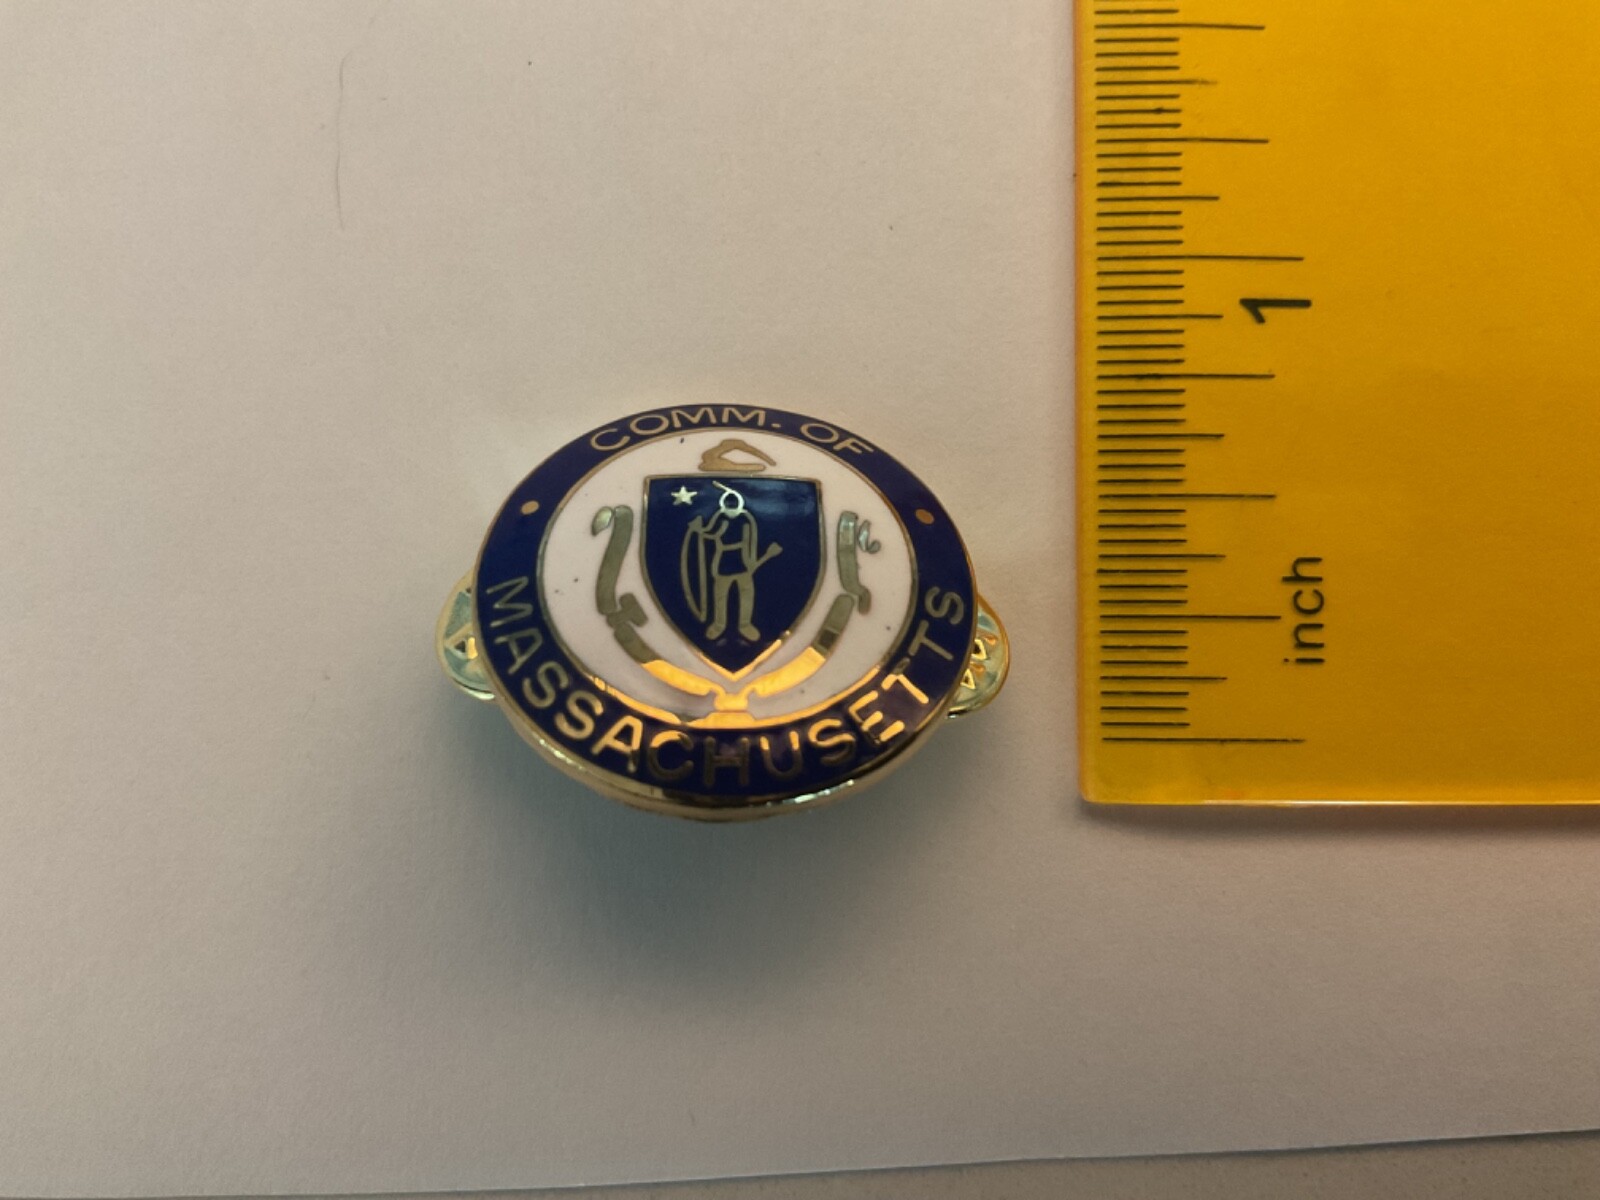 COMM. OF
MASSACHUSETTS
1
inch